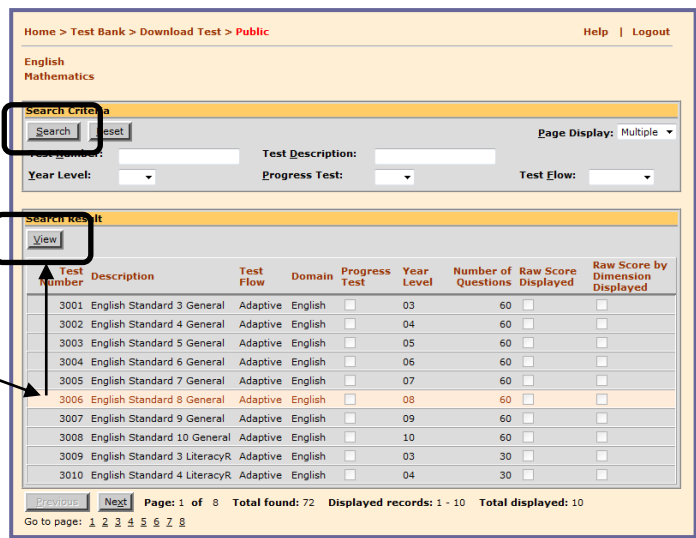 Home > Test Bank > Download Test > Public Help | Logout
English
Mathematics
Search Criteria
Search Reset Page Display: Multiple
Test Number: Test Description:
Year Level: Progress Test: Test Flow:
Search Result
View
Test Number Description Test Flow Domain Progress Test Year Level Number of Questions Raw Score Displayed Raw Score by Dimension Displayed
3001 English Standard 3 General Adaptive English 03 60
3002 English Standard 4 General Adaptive English 04 60
3003 English Standard 5 General Adaptive English 05 60
3004 English Standard 6 General Adaptive English 06 60
3005 English Standard 7 General Adaptive English 07 60
3006 English Standard 8 General Adaptive English 08 60
3007 English Standard 9 General Adaptive English 09 60
3008 English Standard 10 General Adaptive English 10 60
3009 English Standard 3 LiteracyR Adaptive English 03 30
3010 English Standard 4 LiteracyR Adaptive English 04 30
Previous Next Page: 1 of 8 Total found: 72 Displayed records: 1 - 10 Total displayed: 10
Go to page: 1 2 3 4 5 6 7 8